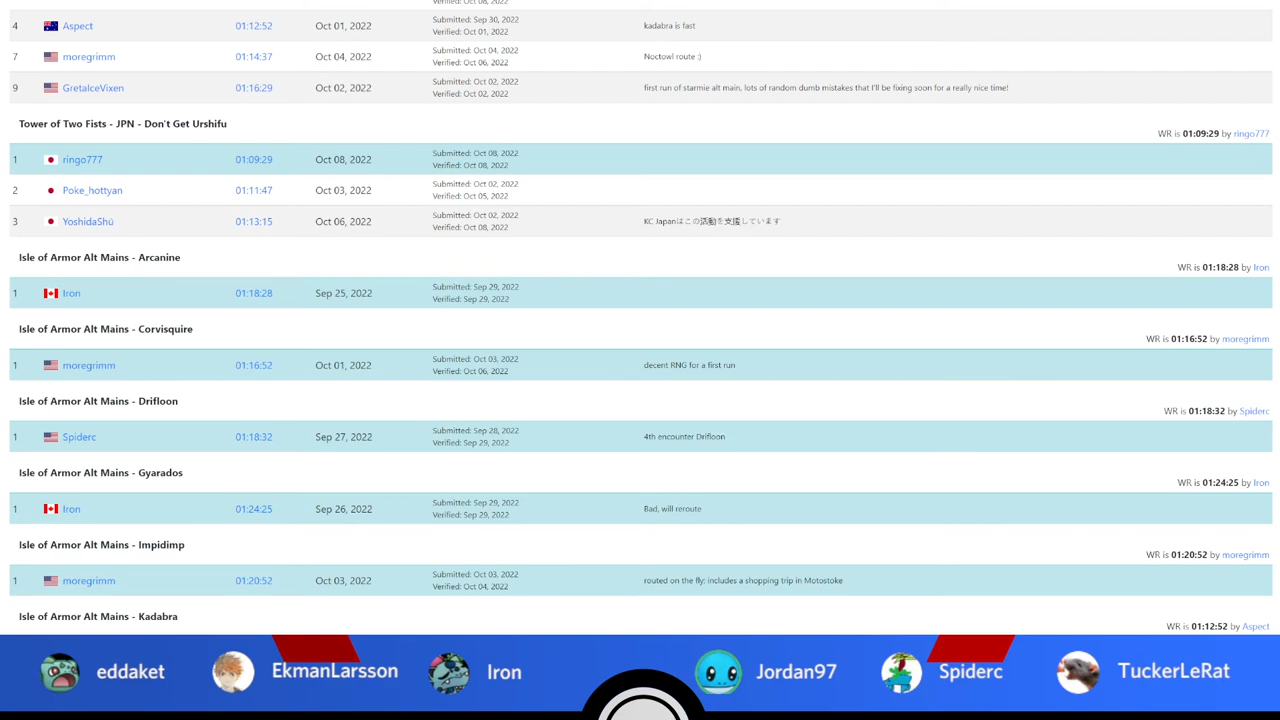 Verified: Oct 08, 2022
4 Aspect 01:12:52 Oct 01, 2022 Submitted: Sep 30, 2022 kadabra is fast
Verified: Oct 01, 2022
7 moregrimm 01:14:37 Oct 04, 2022 Submitted: Oct 04, 2022 Noctowl route :)
Verified: Oct 06, 2022
9 GretaIceVixen 01:16:29 Oct 02, 2022 Submitted: Oct 02, 2022 first run of starmie alt main, lots of random dumb mistakes that I'll be fixing soon for a really nice time!
Verified: Oct 02, 2022
Tower of Two Fists - JPN - Don't Get Urshifu
WR is 01:09:29 by ringo777
1 ringo777 01:09:29 Oct 08, 2022 Submitted: Oct 08, 2022
Verified: Oct 08, 2022
2 Poke_hottyan 01:11:47 Oct 03, 2022 Submitted: Oct 02, 2022
Verified: Oct 05, 2022
3 YoshidaShú 01:13:15 Oct 06, 2022 Submitted: Oct 02, 2022 KC Japanはこの活動を支援しています
Verified: Oct 08, 2022
Isle of Armor Alt Mains - Arcanine
WR is 01:18:28 by Iron
1 Iron 01:18:28 Sep 25, 2022 Submitted: Sep 29, 2022
Verified: Sep 29, 2022
Isle of Armor Alt Mains - Corvisquire
WR is 01:16:52 by moregrimm
1 moregrimm 01:16:52 Oct 01, 2022 Submitted: Oct 03, 2022 decent RNG for a first run
Verified: Oct 06, 2022
Isle of Armor Alt Mains - Drifloon
WR is 01:18:32 by Spiderc
1 Spiderc 01:18:32 Sep 27, 2022 Submitted: Sep 28, 2022 4th encounter Drifloon
Verified: Sep 29, 2022
Isle of Armor Alt Mains - Gyarados
WR is 01:24:25 by Iron
1 Iron 01:24:25 Sep 26, 2022 Submitted: Sep 29, 2022 Bad, will reroute
Verified: Sep 29, 2022
Isle of Armor Alt Mains - Impidimp
WR is 01:20:52 by moregrimm
1 moregrimm 01:20:52 Oct 03, 2022 Submitted: Oct 03, 2022 routed on the fly; includes a shopping trip in Motostoke
Verified: Oct 04, 2022
Isle of Armor Alt Mains - Kadabra
WR is 01:12:52 by Aspect
eddaket EkmanLarsson Iron Jordan97 Spiderc TuckerLeRat